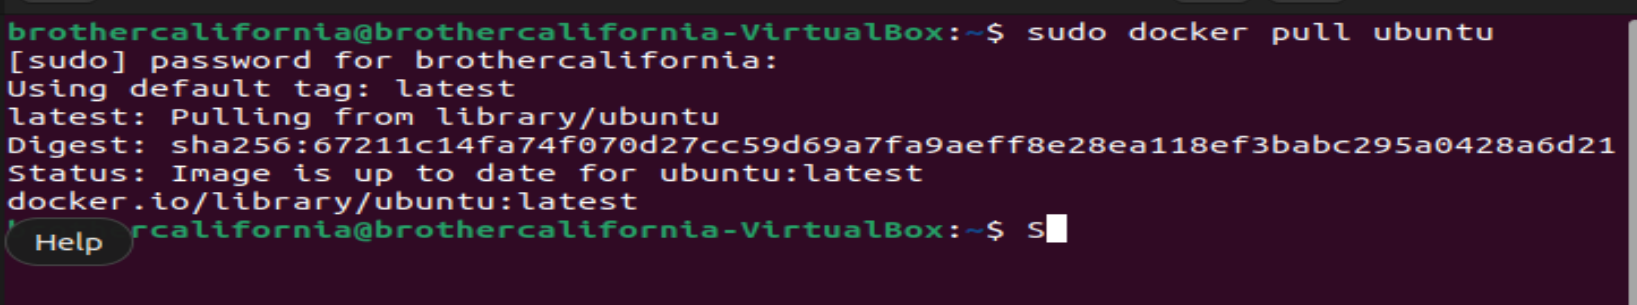 brothercalifornia@brothercalifornia-VirtualBox:~$ sudo docker pull ubuntu
[sudo] password for brothercalifornia:
Using default tag: latest
latest: Pulling from library/ubuntu
Digest: sha256:67211c14fa74f070d27cc59d69a7fa9aeff8e28ea118ef3babc295a0428a6d21
Status: Image is up to date for ubuntu:latest
docker.io/library/ubuntu:latest
rcalifornia@brothercalifornia-VirtualBox:~$ S
Help